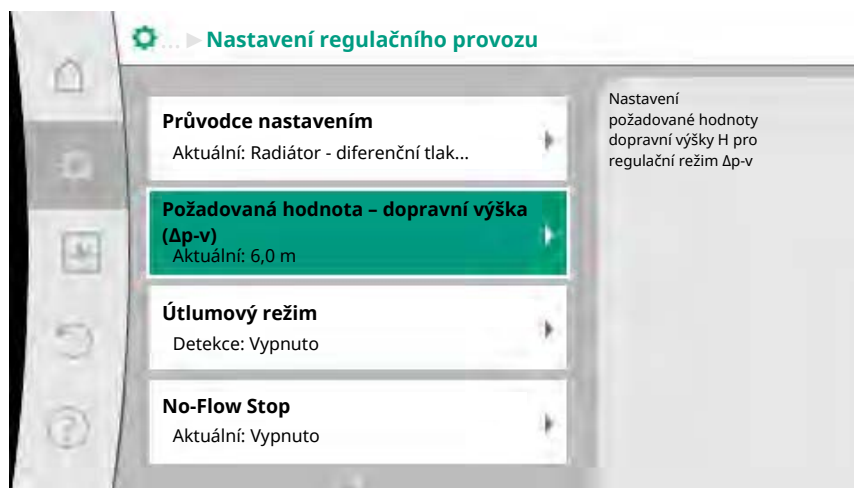 ... Nastavení regulačního provozu
Průvodce nastavením
Aktuální: Radiátor - diferenční tlak...
Požadovaná hodnota – dopravní výška
(Δp-v)
Aktuální: 6,0 m
Útlumový režim
Detekce: Vypnuto
No-Flow Stop
Aktuální: Vypnuto
Nastavení
požadované hodnoty
dopravní výšky H pro
regulační režim Δp-v